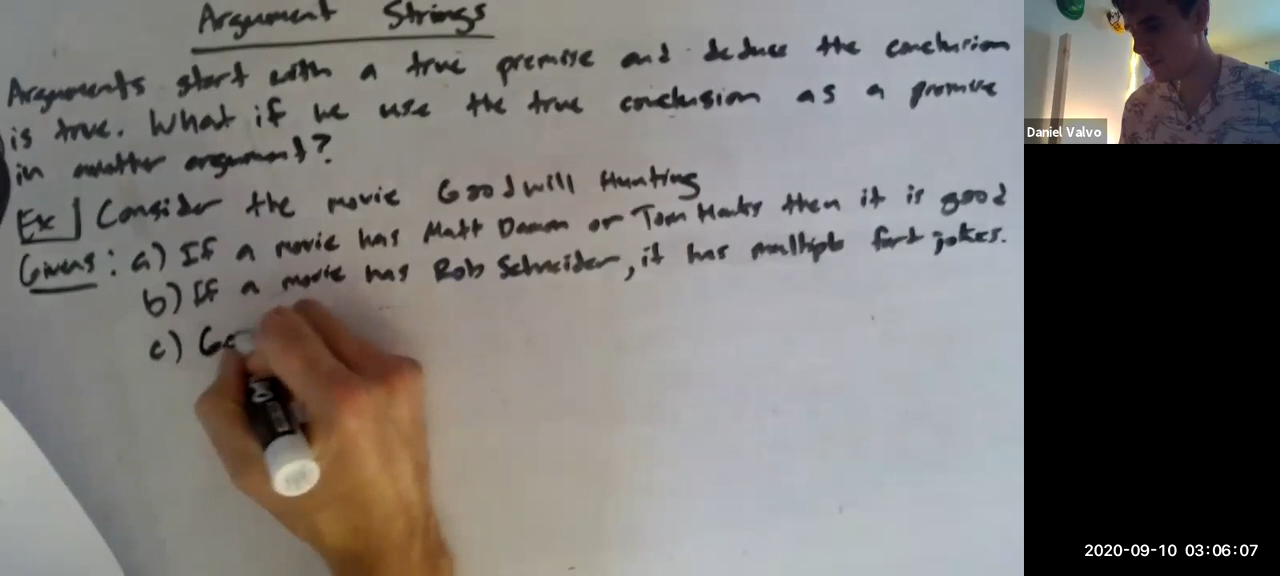 Argument Strings
Arguments start with a true premise and deduce the conclusion
is true. What if we use the true conclusion as a premise
in another argument?
Ex] Consider the movie Goodwill Hunting
Givens: a) If a movie has Matt Damon or Tom Hanks then it is good
b) If a movie has Rob Schneider, it has multiple fart jokes.
c) Go
Daniel Valvo
2020-09-10 03:06:07